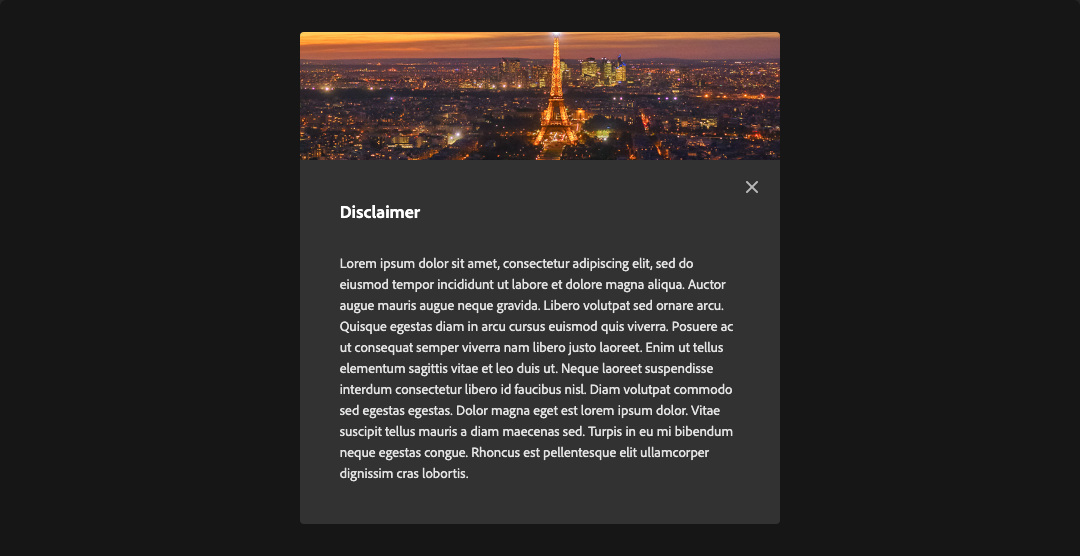 Disclaimer
Lorem ipsum dolor sit amet, consectetur adipiscing elit, sed do
eiusmod tempor incididunt ut labore et dolore magna aliqua. Auctor
augue mauris augue neque gravida. Libero volutpat sed ornare arcu.
Quisque egestas diam in arcu cursus euismod quis viverra. Posuere ac
ut consequat semper viverra nam libero justo laoreet. Enim ut tellus
elementum sagittis vitae et leo duis ut. Neque laoreet suspendisse
interdum consectetur libero id faucibus nisl. Diam volutpat commodo
sed egestas egestas. Dolor magna eget est lorem ipsum dolor. Vitae
suscipit tellus mauris a diam maecenas sed. Turpis in eu mi bibendum
neque egestas congue. Rhoncus est pellentesque elit ullamcorper
dignissim cras lobortis.